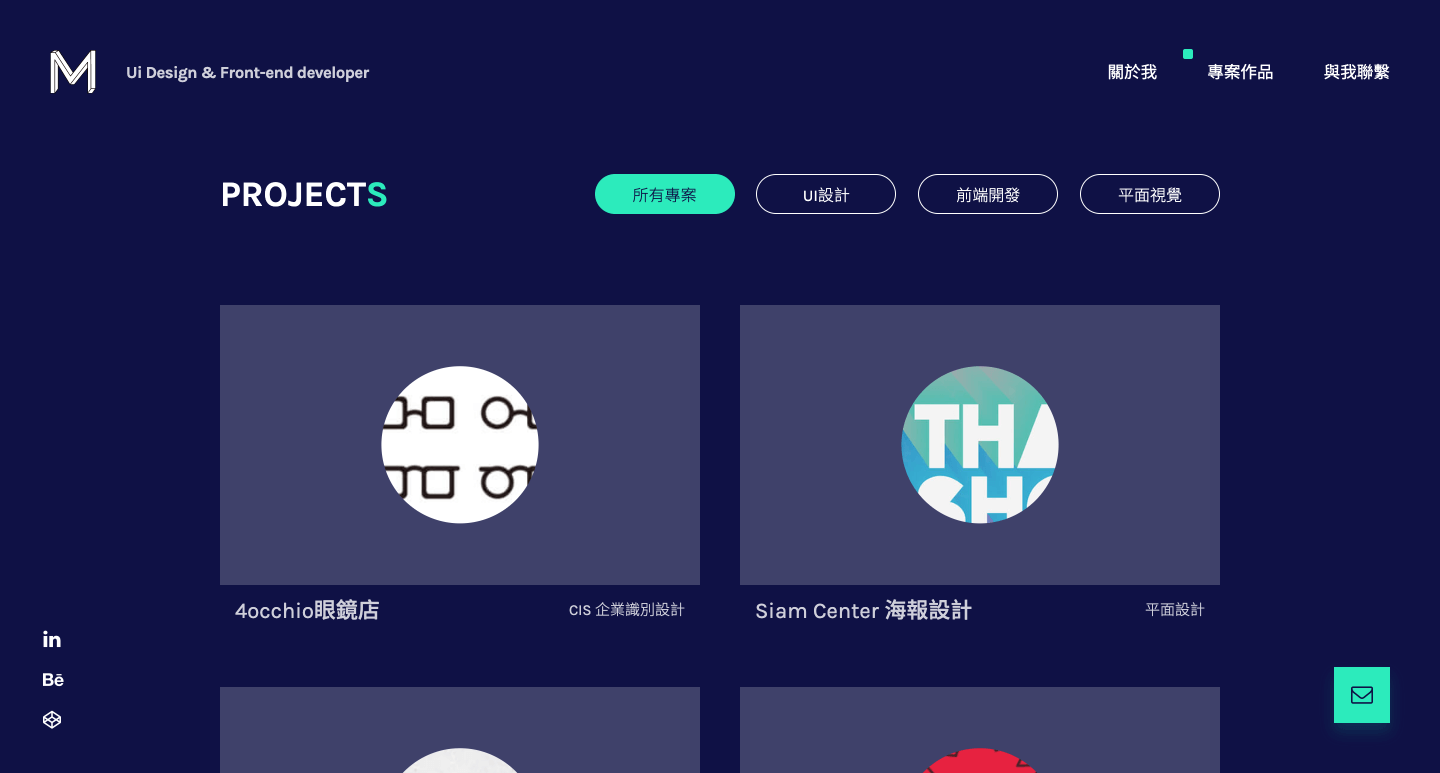 M
Ui Design & Front-end developer
關於我
專案作品
與我聯繫
PROJECTS
所有專案
UI設計
前端開發
平面視覺
THA
SHO
4occhio眼鏡店
CIS 企業識別設計
Siam Center 海報設計
平面設計
in
Bē